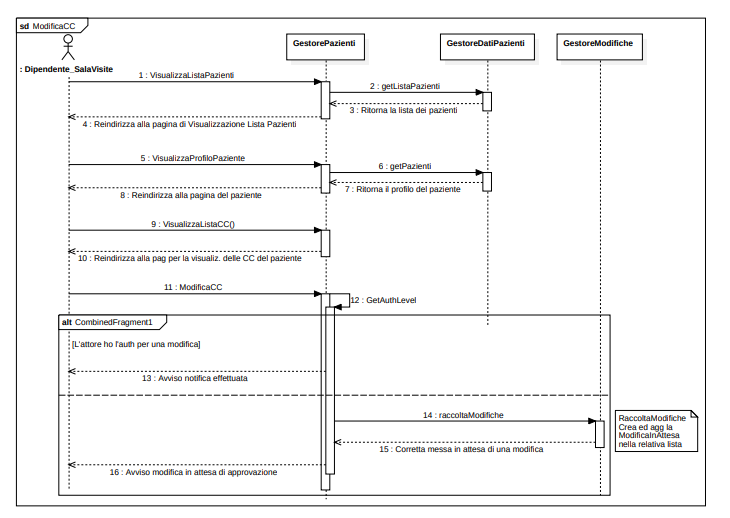 sd ModificaCC
GestorePazienti
GestoreDatiPazienti
GestoreModifiche
: Dipendente_SalaVisite
1 : VisualizzaListaPazienti
2 : getListaPazienti
3 : Ritorna la lista dei pazienti
4 : Reindirizza alla pagina di Visualizzazione Lista Pazienti
5 : VisualizzaProfiloPaziente
6 : getPazienti
7 : Ritorna il profilo del paziente
8 : Reindirizza alla pagina del paziente
9 : VisualizzaListaCC()
10 : Reindirizza alla pag per la visualiz. delle CC del paziente
11 : ModificaCC
12 : GetAuthLevel
alt CombinedFragment1
[L'attore ho l'auth per una modifica]
13 : Avviso notifica effettuata
14 : raccoltaModifiche
RaccoltaModifiche
Crea ed agg la
ModificaInAttesa
nella relativa lista
15 : Corretta messa in attesa di una modifica
16 : Avviso modifica in attesa di approvazione